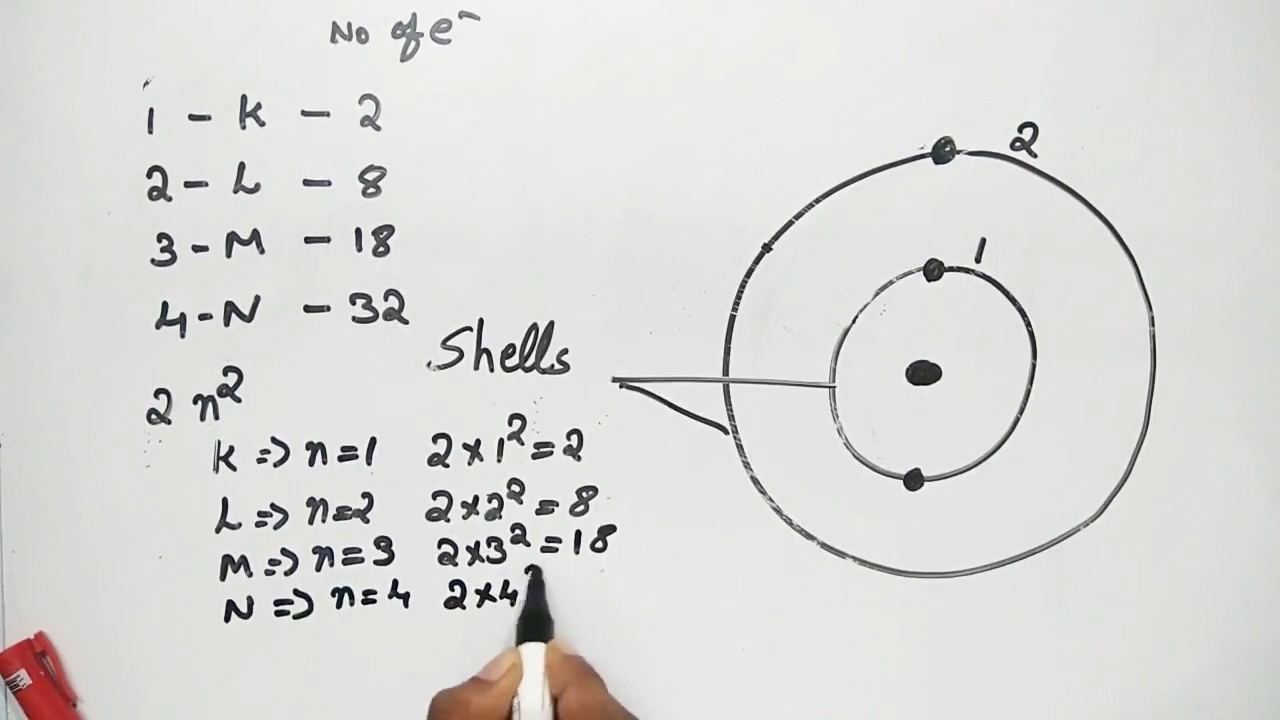 No of e⁻
1 - K - 2
2 - L - 8
3 - M - 18
4 - N - 32
Shells
2 n²
K => n=1 2×1²=2
L => n=2 2×2²=8
M => n=3 2×3²=18
N => n=4 2×4²
2
1